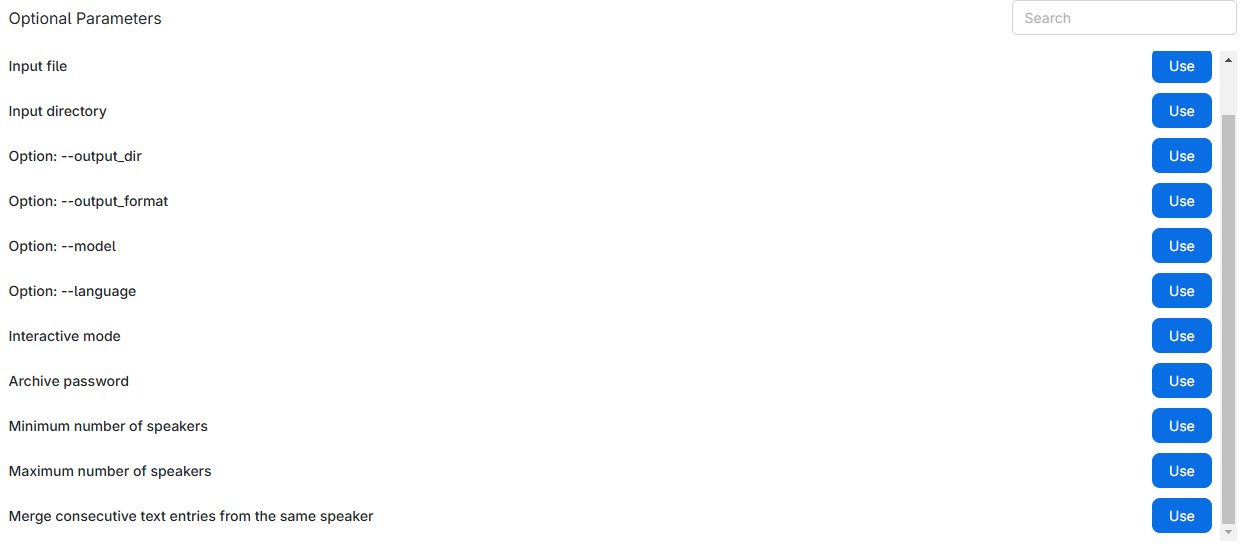 Optional Parameters
Search
Input file
Use
Input directory
Use
Option: --output_dir
Use
Option: --output_format
Use
Option: --model
Use
Option: --language
Use
Interactive mode
Use
Archive password
Use
Minimum number of speakers
Use
Maximum number of speakers
Use
Merge consecutive text entries from the same speaker
Use